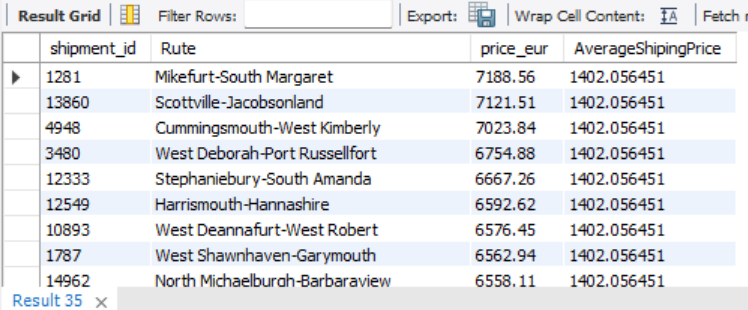 Result Grid Filter Rows: Export: Wrap Cell Content: IA Fetch
shipment_id Rute price_eur AverageShipingPrice
1281 Mikefurt-South Margaret 7188.56 1402.056451
13860 Scottville-Jacobsonland 7121.51 1402.056451
4948 Cummingsmouth-West Kimberly 7023.84 1402.056451
3480 West Deborah-Port Russellfort 6754.88 1402.056451
12333 Stephaniebury-South Amanda 6667.26 1402.056451
12549 Harrismouth-Hannashire 6592.62 1402.056451
10893 West Deannafurt-West Robert 6576.45 1402.056451
1787 West Shawnhaven-Garymouth 6562.94 1402.056451
14962 North Michaelburgh-Barbaraview 6558.11 1402.056451
Result 35 ×